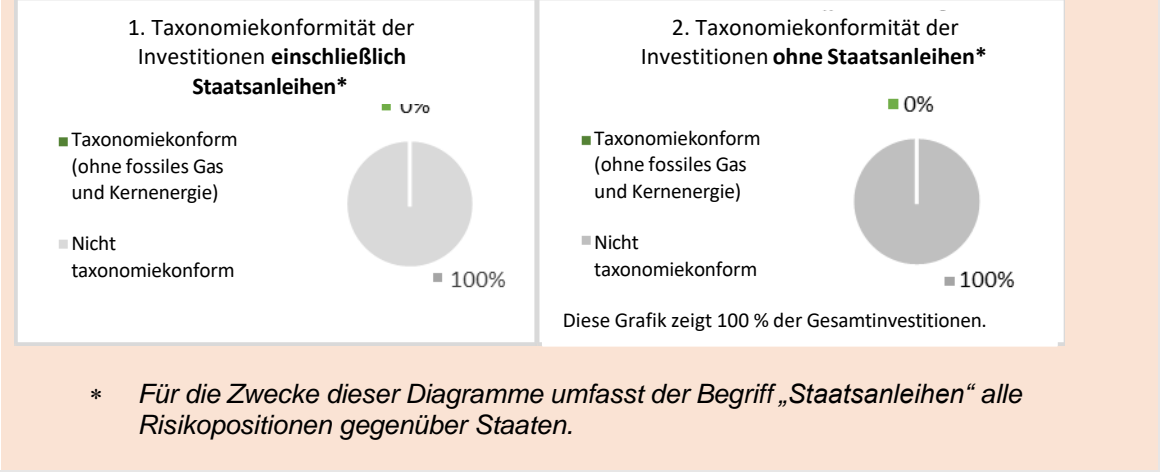 1. Taxonomiekonformität der
Investitionen einschließlich
Staatsanleihen*
0%
Taxonomiekonform
(ohne fossiles Gas
und Kernenergie)
Nicht
taxonomiekonform
100%
2. Taxonomiekonformität der
Investitionen ohne Staatsanleihen*
0%
Taxonomiekonform
(ohne fossiles Gas
und Kernenergie)
Nicht
taxonomiekonform
100%
Diese Grafik zeigt 100 % der Gesamtinvestitionen.
* Für die Zwecke dieser Diagramme umfasst der Begriff „Staatsanleihen“ alle
Risikopositionen gegenüber Staaten.